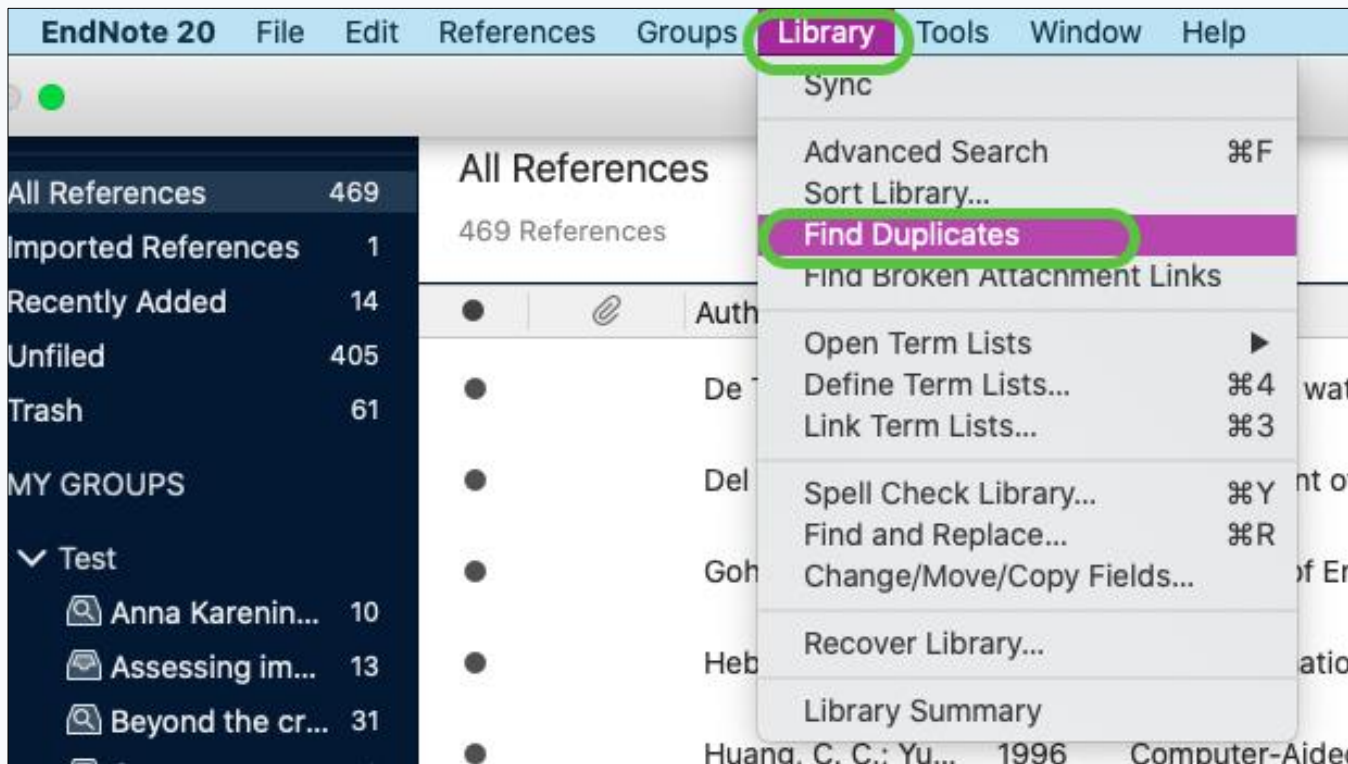 EndNote 20 File Edit References Groups Library Tools Window Help
Sync
Advanced Search ⌘F
Sort Library...
Find Duplicates
Find Broken Attachment Links
Open Term Lists ▶
Define Term Lists... ⌘4
Link Term Lists... ⌘3
Spell Check Library... ⌘Y
Find and Replace... ⌘R
Change/Move/Copy Fields...
Recover Library...
Library Summary
All References 469
Imported References 1
Recently Added 14
Unfiled 405
Trash 61
MY GROUPS
Test
Anna Karenin... 10
Assessing im... 13
Beyond the cr... 31
All References
469 References
De
Del
Huang, C. C.; Yu... 1996 Computer-Aided